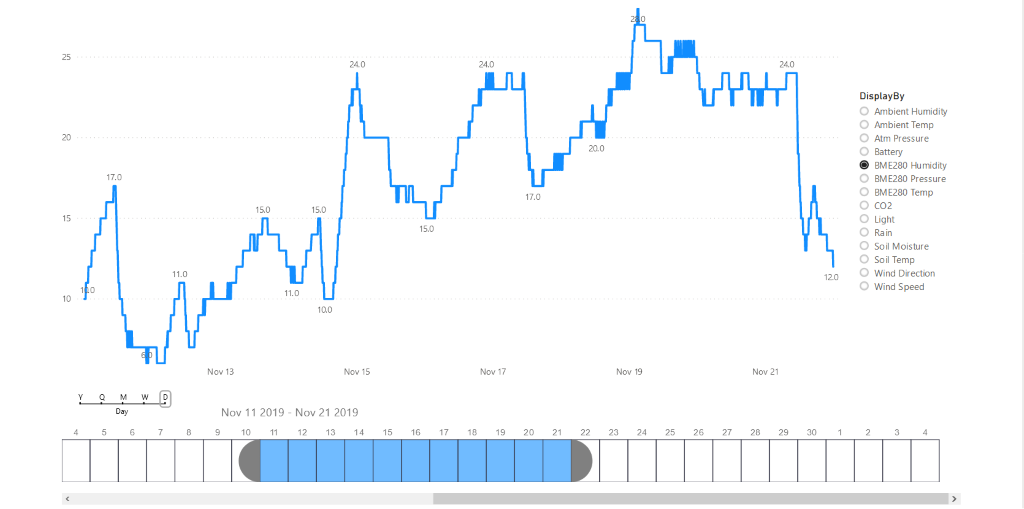 28.0
25
24.0
24.0
24.0
DisplayBy
Ambient Humidity
Ambient Temp
Atm Pressure
Battery
BME280 Humidity
BME280 Pressure
BME280 Temp
CO2
Light
Rain
Soil Moisture
Soil Temp
Wind Direction
Wind Speed
20
20.0
17.0
17.0
15
15.0
15.0
15.0
11.0
11.0
12.0
10
10.0
10.0
6.0
Nov 13 Nov 15 Nov 17 Nov 19 Nov 21
Y Q M W D
Day
Nov 11 2019 - Nov 21 2019
4 5 6 7 8 9 10 11 12 13 14 15 16 17 18 19 20 21 22 23 24 25 26 27 28 29 30 1 2 3 4